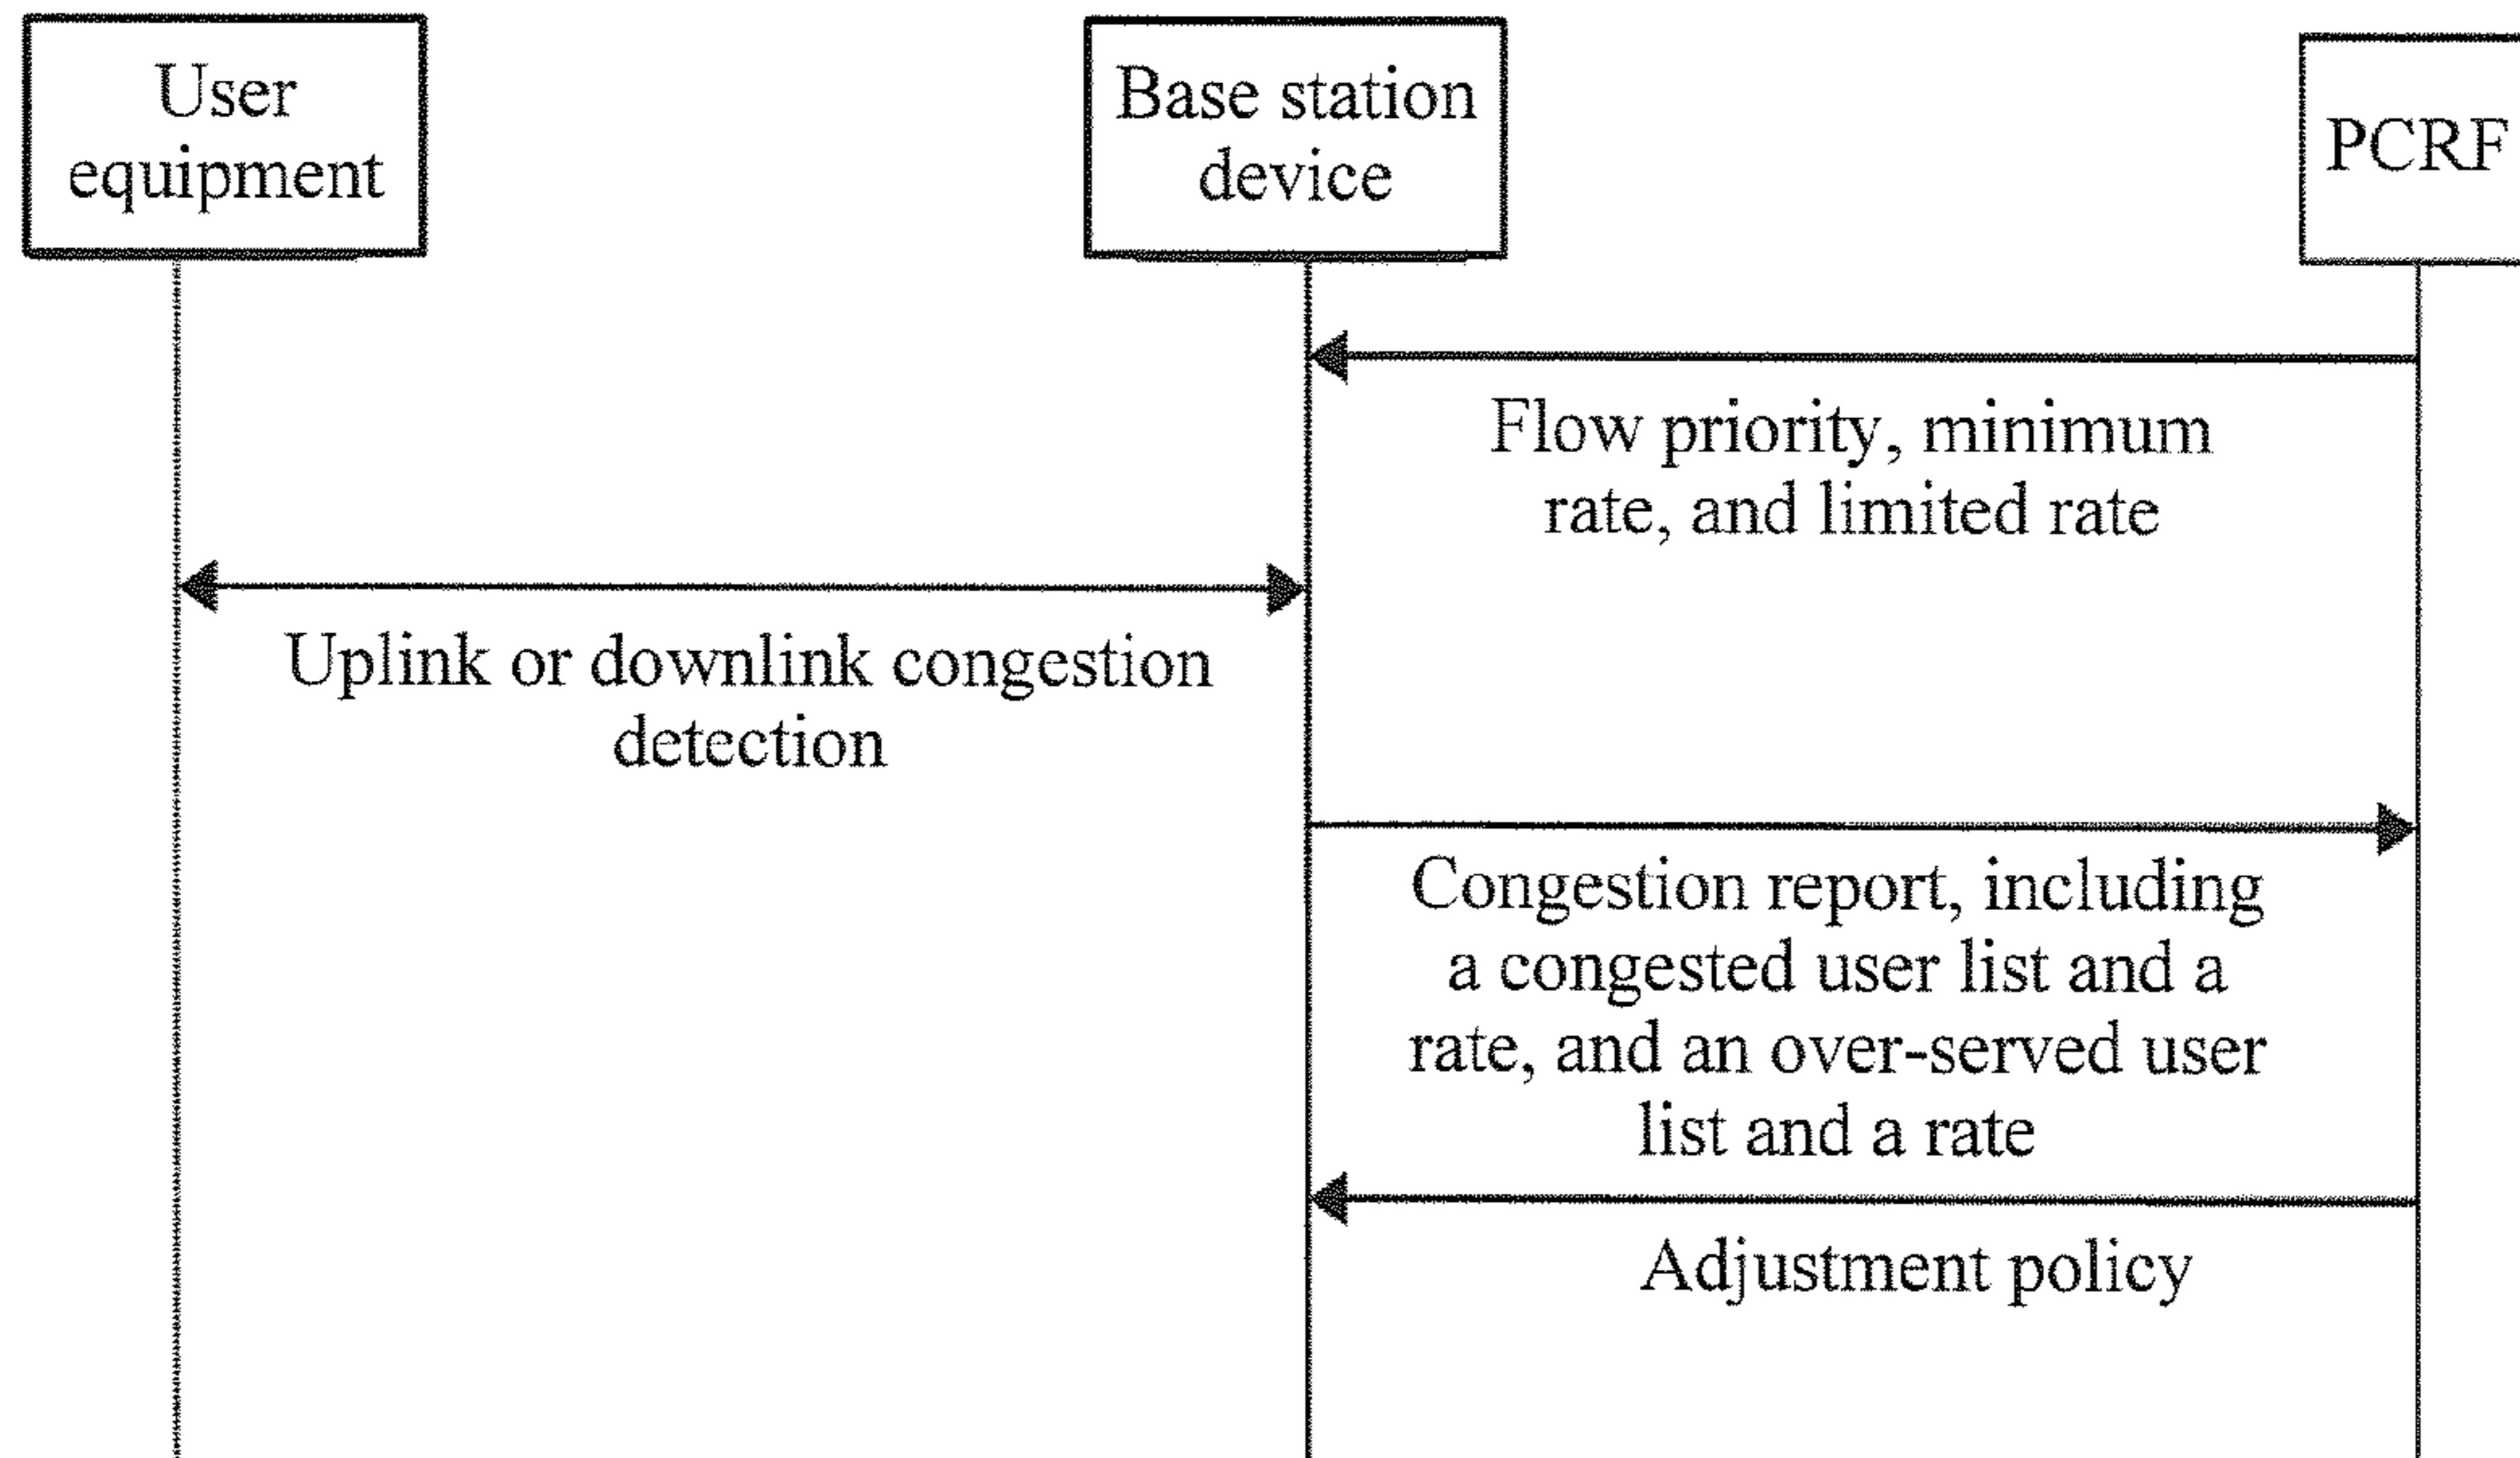 User
equipment
Base station
device
PCRF
Flow priority, minimum
rate, and limited rate
Uplink or downlink congestion
detection
Congestion report, including
a congested user list and a
rate, and an over-served user
list and a rate
Adjustment policy